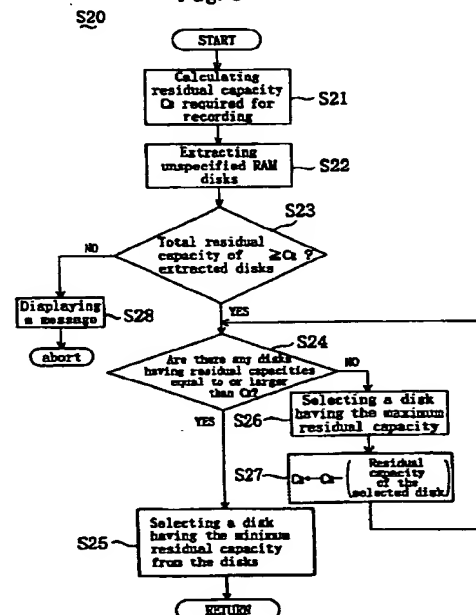 S20
START
Calculating
residual capacity
required for
recording
S21
Extracting
unspecified RAM
disks
S22
S23
Total residual
capacity of
extracted disks
≧
?
NO
YES
Displaying
a message
S28
abort
S24
Are there any disks
having residual capacities
equal to or larger
than
?
NO
YES
S26
Selecting a disk
having the maximum
residual capacity
S27
Residual
capacity
of the
selected disk
S25
Selecting a disk
having the minimum
residual capacity
from the disks
RETURN